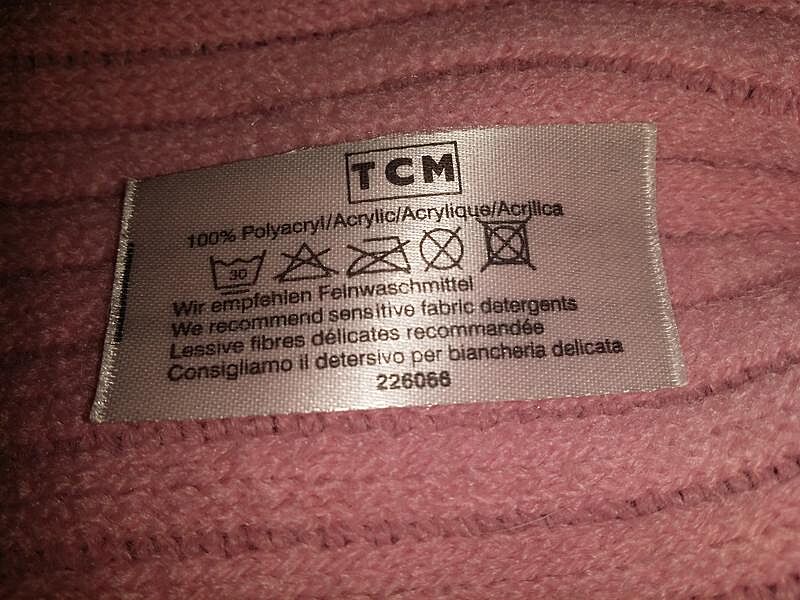 TCM
100% Polyacryl/Acrylic/Acrylique/Acrilica
30
Wir empfehlen Feinwaschmittel
We recommend sensitive fabric detergents
Lessive fibres délicates recommandée
Consigliamo il detersivo per biancheria delicata
226066